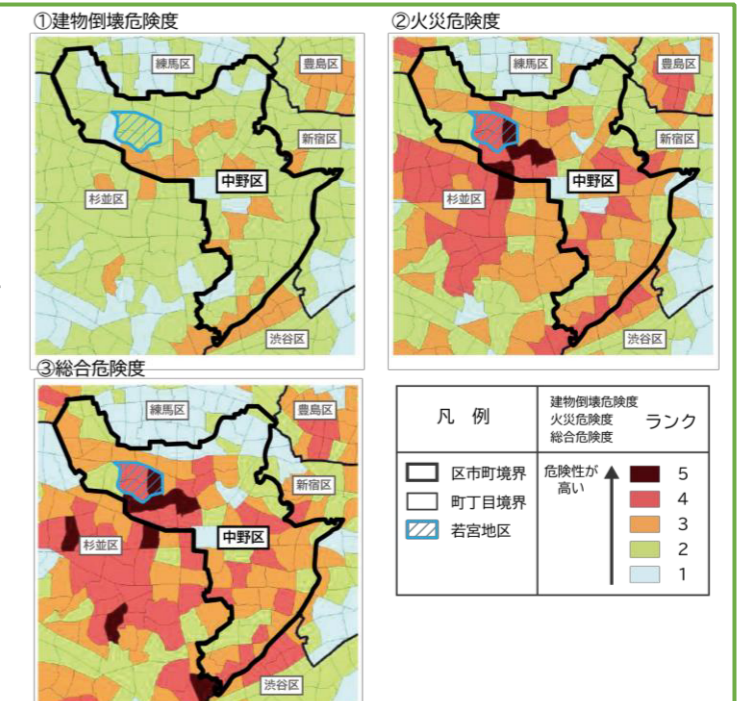 ①建物倒壊危険度
練馬区
豊島区
新宿区
中野区
杉並区
渋谷区
②火災危険度
練馬区
豊島区
新宿区
中野区
杉並区
渋谷区
③総合危険度
練馬区
豊島区
新宿区
中野区
杉並区
渋谷区
凡 例
建物倒壊危険度
火災危険度
総合危険度
ランク
区市町境界
町丁目境界
若宮地区
危険性が
高い
5
4
3
2
1